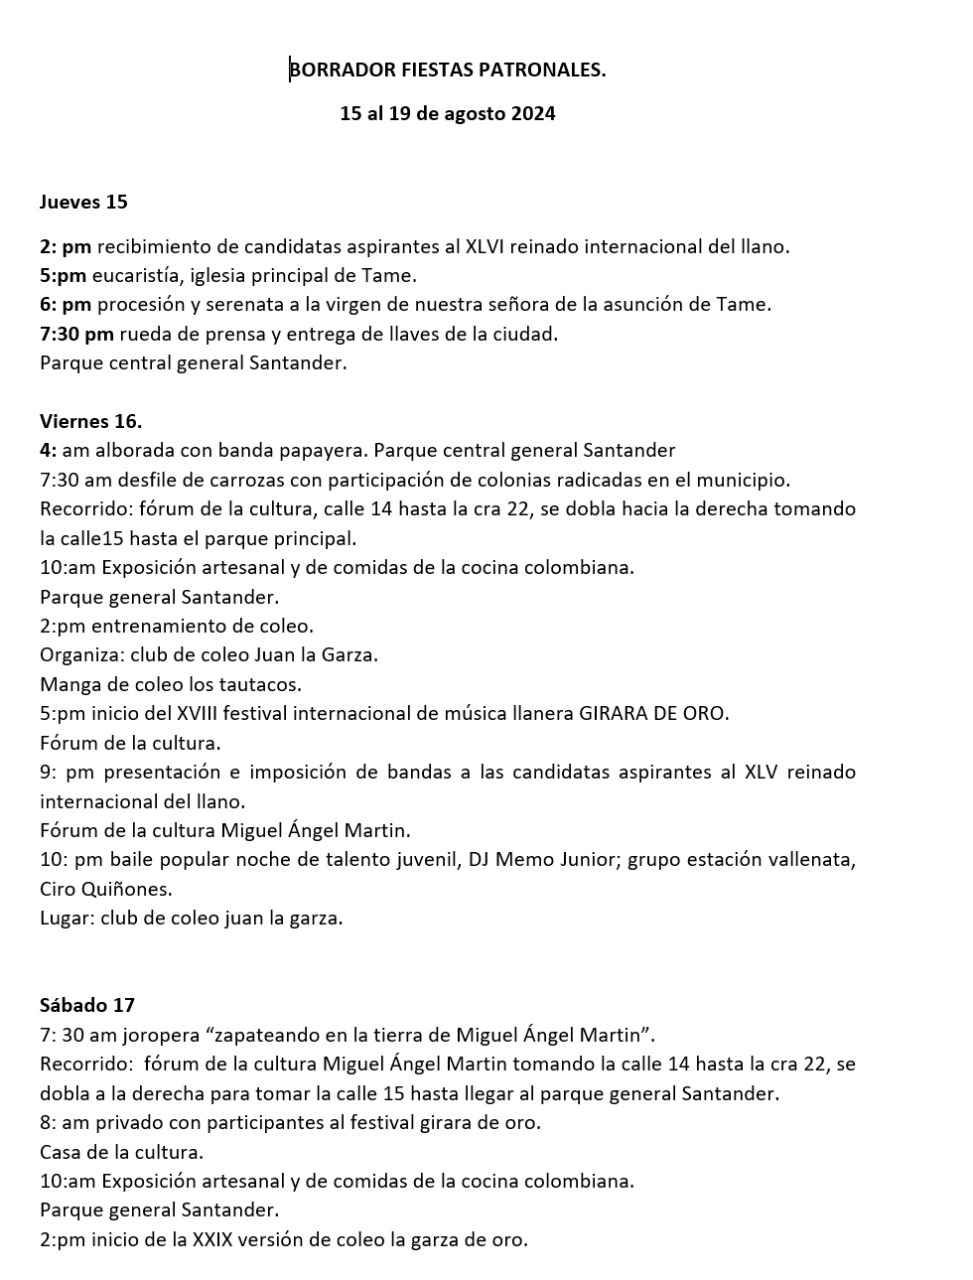 BORRADOR FIESTAS PATRONALES.
15 al 19 de agosto 2024
Jueves 15
2: pm recibimiento de candidatas aspirantes al XLVI reinado internacional del llano.
5:pm eucaristía, iglesia principal de Tame.
6: pm procesión y serenata a la virgen de nuestra señora de la asunción de Tame.
7:30 pm rueda de prensa y entrega de llaves de la ciudad.
Parque central general Santander.
Viernes 16.
4: am alborada con banda papayera. Parque central general Santander
7:30 am desfile de carrozas con participación de colonias radicadas en el municipio.
Recorrido: fórum de la cultura, calle 14 hasta la cra 22, se dobla hacia la derecha tomando
la calle15 hasta el parque principal.
10:am Exposición artesanal y de comidas de la cocina colombiana.
Parque general Santander.
2:pm entrenamiento de coleo.
Organiza: club de coleo Juan la Garza.
Manga de coleo los tautacos.
5:pm inicio del XVIII festival internacional de música llanera GIRARA DE ORO.
Fórum de la cultura.
9: pm presentación e imposición de bandas a las candidatas aspirantes al XLV reinado
internacional del llano.
Fórum de la cultura Miguel Ángel Martin.
10: pm baile popular noche de talento juvenil, DJ Memo Junior; grupo estación vallenata,
Ciro Quiñones.
Lugar: club de coleo juan la garza.
Sábado 17
7: 30 am joropera “zapateando en la tierra de Miguel Ángel Martin”.
Recorrido:  fórum de la cultura Miguel Ángel Martin tomando la calle 14 hasta la cra 22, se
dobla a la derecha para tomar la calle 15 hasta llegar al parque general Santander.
8: am privado con participantes al festival girara de oro.
Casa de la cultura.
10:am Exposición artesanal y de comidas de la cocina colombiana.
Parque general Santander.
2:pm inicio de la XXIX versión de coleo la garza de oro.